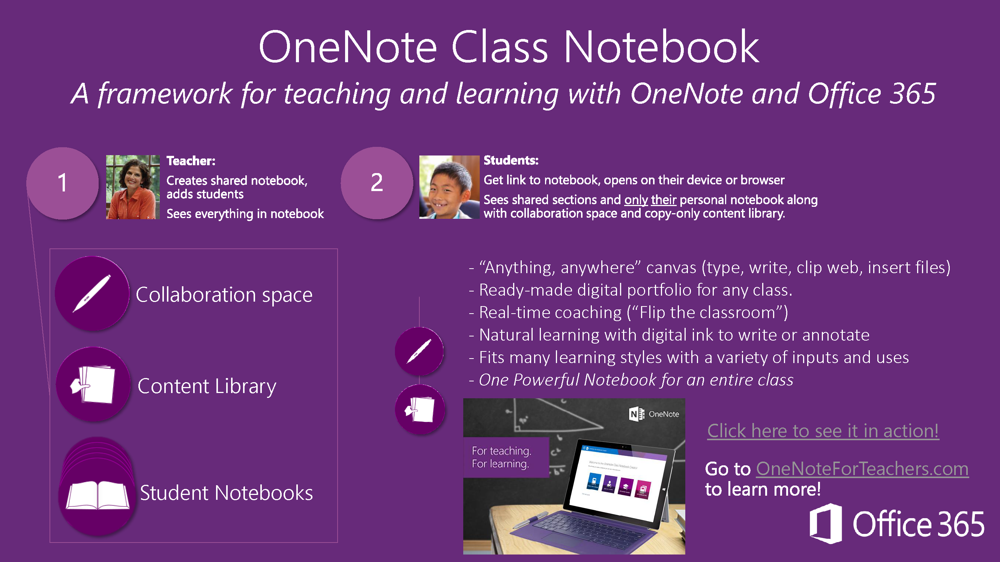 OneNote Class Notebook
A framework for teaching and learning with OneNote and Office 365
1
Teacher:
Creates shared notebook,
adds students
Sees everything in notebook
2
Students:
Get link to notebook, opens on their device or browser
Sees shared sections and only their personal notebook along
with collaboration space and copy-only content library.
Collaboration space
Content Library
Student Notebooks
- “Anything, anywhere” canvas (type, write, clip web, insert files)
- Ready-made digital portfolio for any class.
- Real-time coaching (“Flip the classroom”)
- Natural learning with digital ink to write or annotate
- Fits many learning styles with a variety of inputs and uses
- One Powerful Notebook for an entire class
N OneNote
For teaching.
For learning.
Welcome to the OneNote Class Notebook Creator
Click here to see it in action!
Go to OneNoteForTeachers.com
to learn more!
Office 365